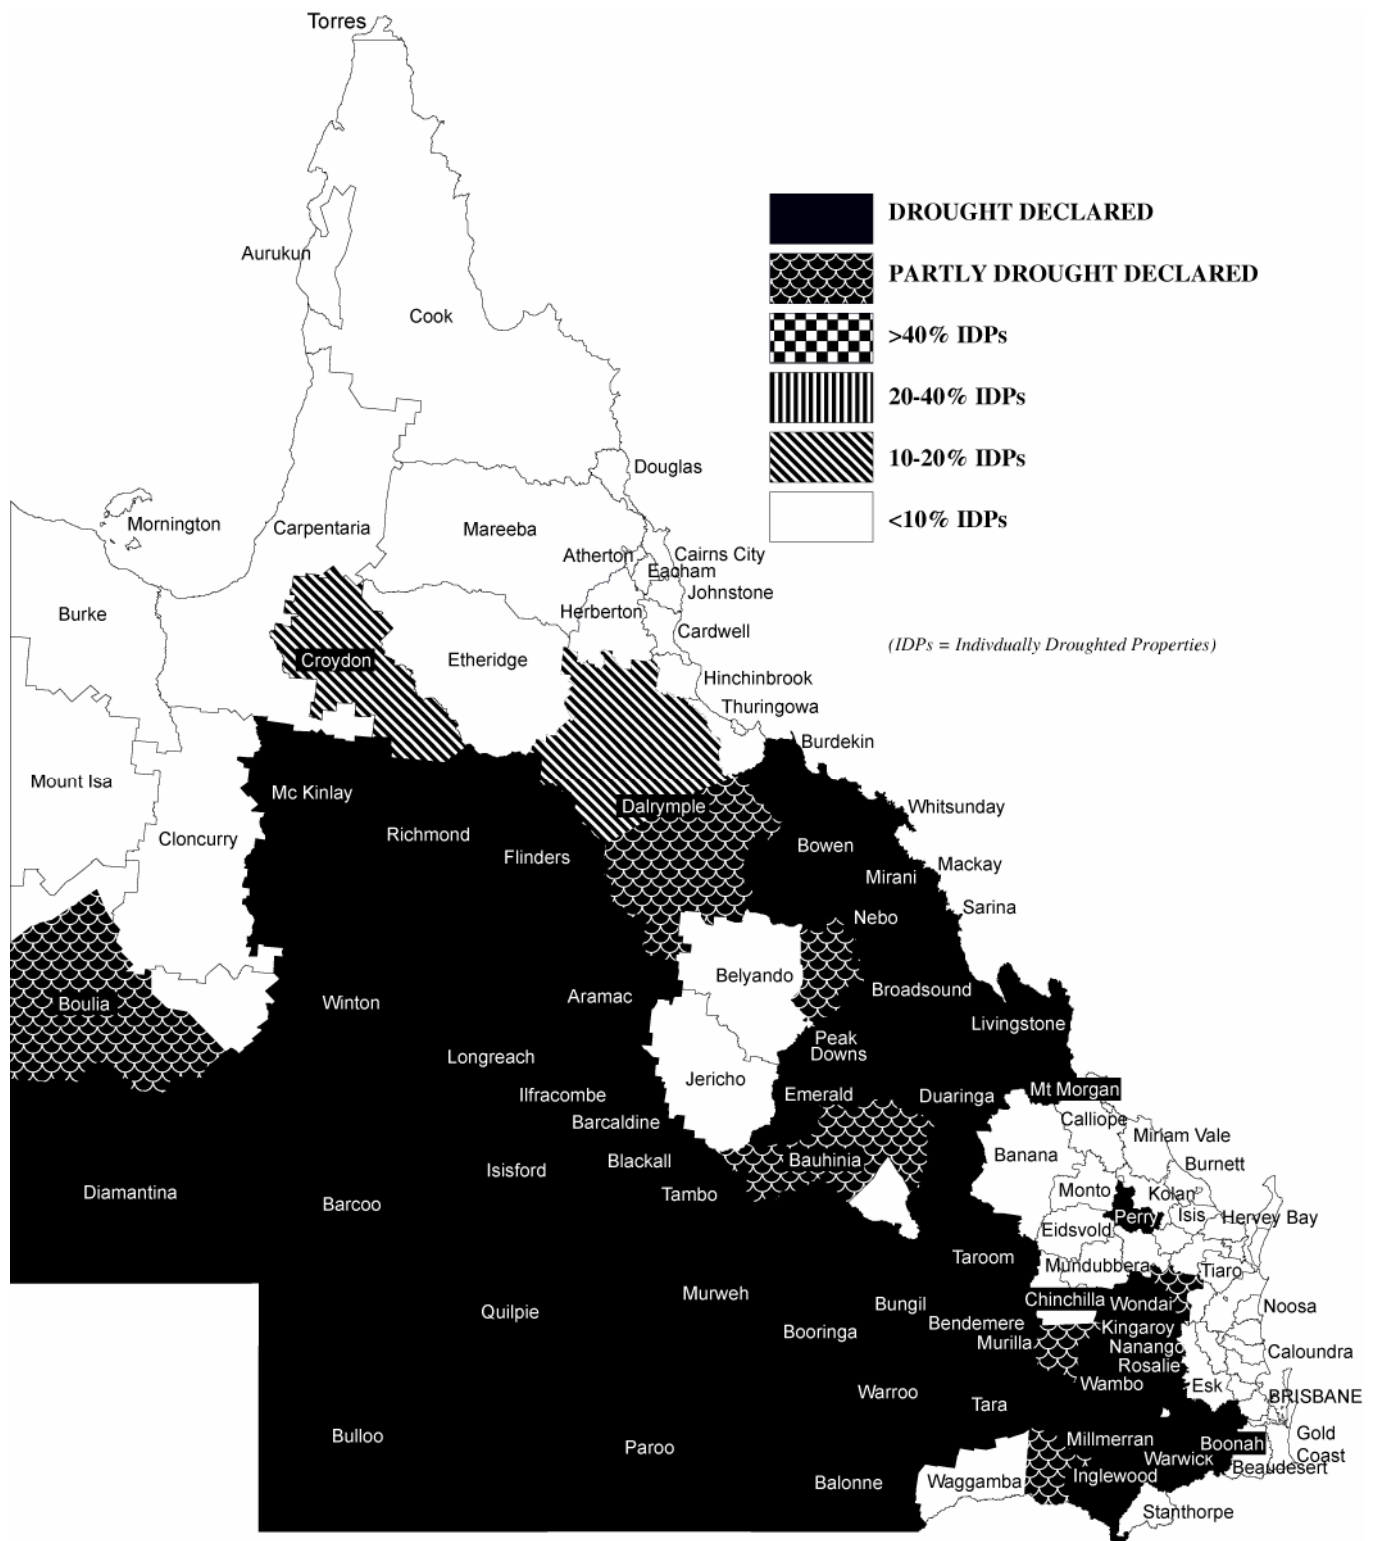 Torres
DROUGHT DECLARED
Aurukun
PARTLY DROUGHT DECLARED
Cook
>40% IDPs
20-40% IDPs
10-20% IDPs
Douglas
<10% IDPs
Mornington
Carpentaria
Mareeba
Atherton
Cairns City
Eacham
Johnstone
Burke
Herberton
Cardwell
(IDPs = Indivdually Droughted Properties)
Croydon
Etheridge
Hinchinbrook
Thuringowa
Burdekin
Mount Isa
Mc Kinlay
Dalrymple
Whitsunday
Cloncurry
Richmond
Flinders
Bowen
Mackay
Mirani
Sarina
Nebo
Belyando
Boulia
Winton
Aramac
Broadsound
Livingstone
Peak
Downs
Longreach
Jericho
Ilfracombe
Emerald
Duaringa
Mt Morgan
Barcaldine
Calliope
Miriam Vale
Banana
Isisford
Blackall
Bauhinia
Burnett
Diamantina
Barcoo
Tambo
Monto
Kolan
Perry
Isis
Hervey Bay
Eidsvold
Taroom
Mundubbera
Tiaro
Murweh
Quilpie
Bungil
Chinchilla
Wondai
Noosa
Booringa
Bendemere
Kingaroy
Murilla
Nanango
Caloundra
Rosalie
Warroo
Wambo
Esk
BRISBANE
Tara
Bulloo
Paroo
Millmerran
Boonah
Gold
Coast
Warwick
Beaudesert
Balonne
Waggamba
Inglewood
Stanthorpe